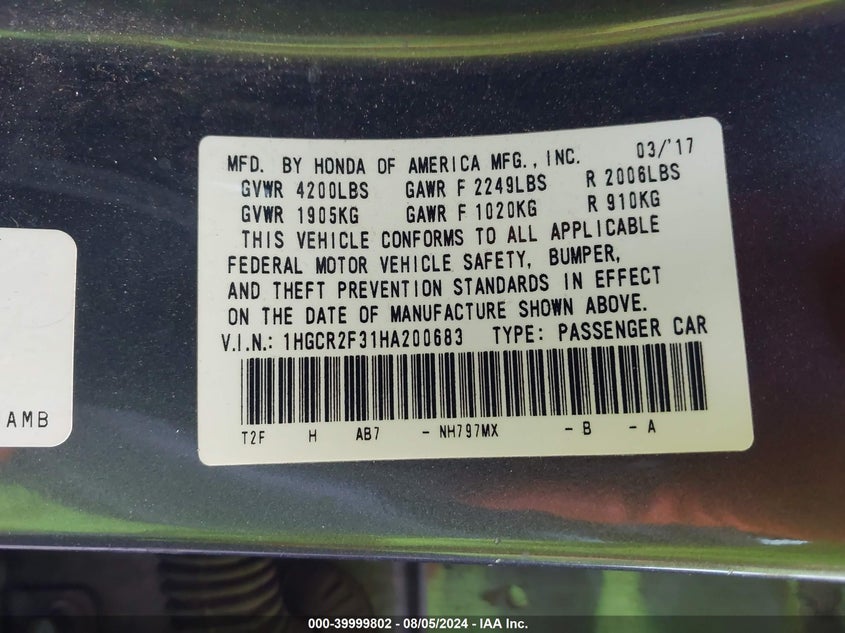 MFD. BY HONDA OF AMERICA MFG., INC. 03/'17
GVWR 4200LBS GAWR F 2249LBS R 2006LBS
GVWR 1905KG GAWR F 1020KG R 910KG
THIS VEHICLE CONFORMS TO ALL APPLICABLE
FEDERAL MOTOR VEHICLE SAFETY, BUMPER,
AND THEFT PREVENTION STANDARDS IN EFFECT
ON THE DATE OF MANUFACTURE SHOWN ABOVE.
V.I.N.: 1HGCR2F31HA200683 TYPE: PASSENGER CAR
T2F H AB7 - NH797MX - B - A
AMB
000-39999802 - 08/05/2024 - IAA Inc.